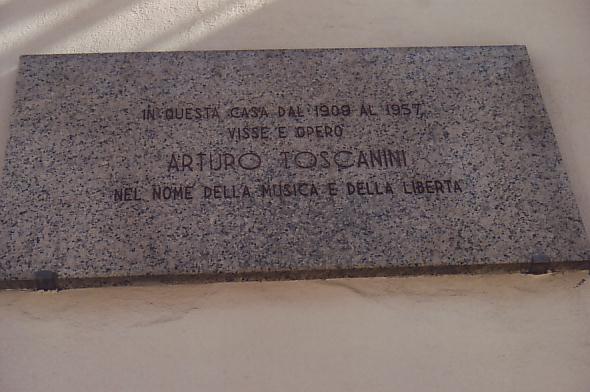 IN QUESTA CASA DAL 1909 AL 1957
VISSE E OPERÒ
ARTURO TOSCANINI
NEL NOME DELLA MUSICA E DELLA LIBERTÀ